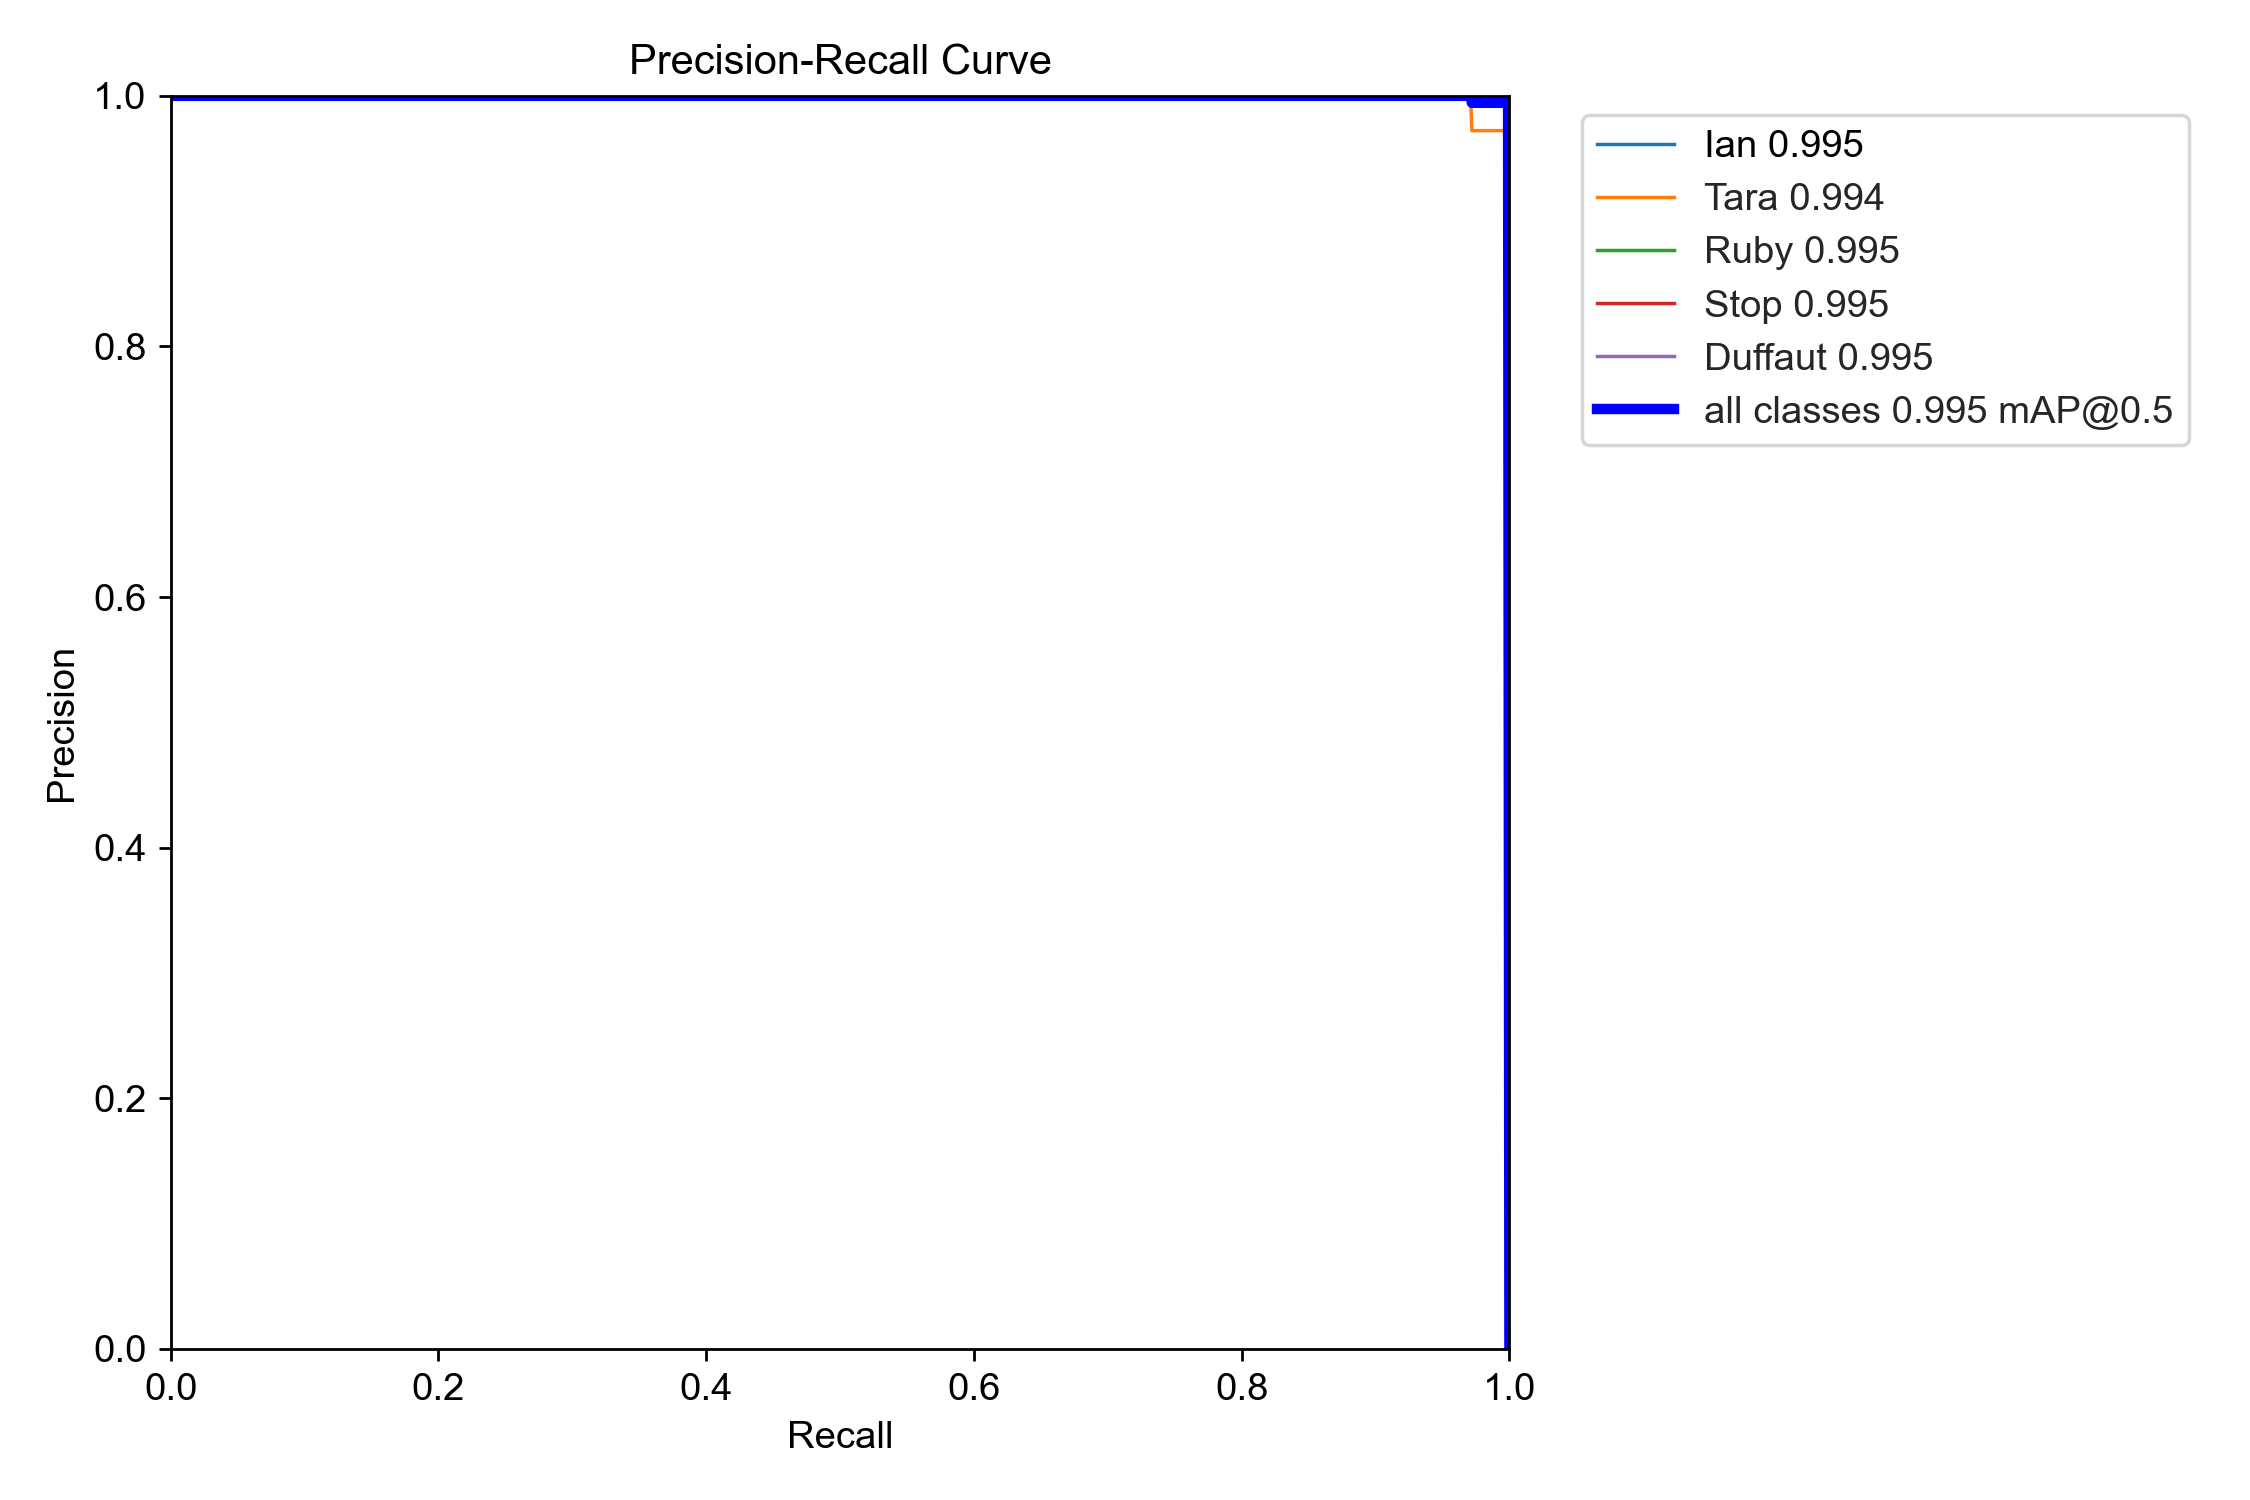 Precision-Recall Curve
1.0
0.8
0.6
0.4
0.2
0.0
Precision
0.0 0.2 0.4 0.6 0.8 1.0
Recall
Ian 0.995
Tara 0.994
Ruby 0.995
Stop 0.995
Duffaut 0.995
all classes 0.995 mAP@0.5